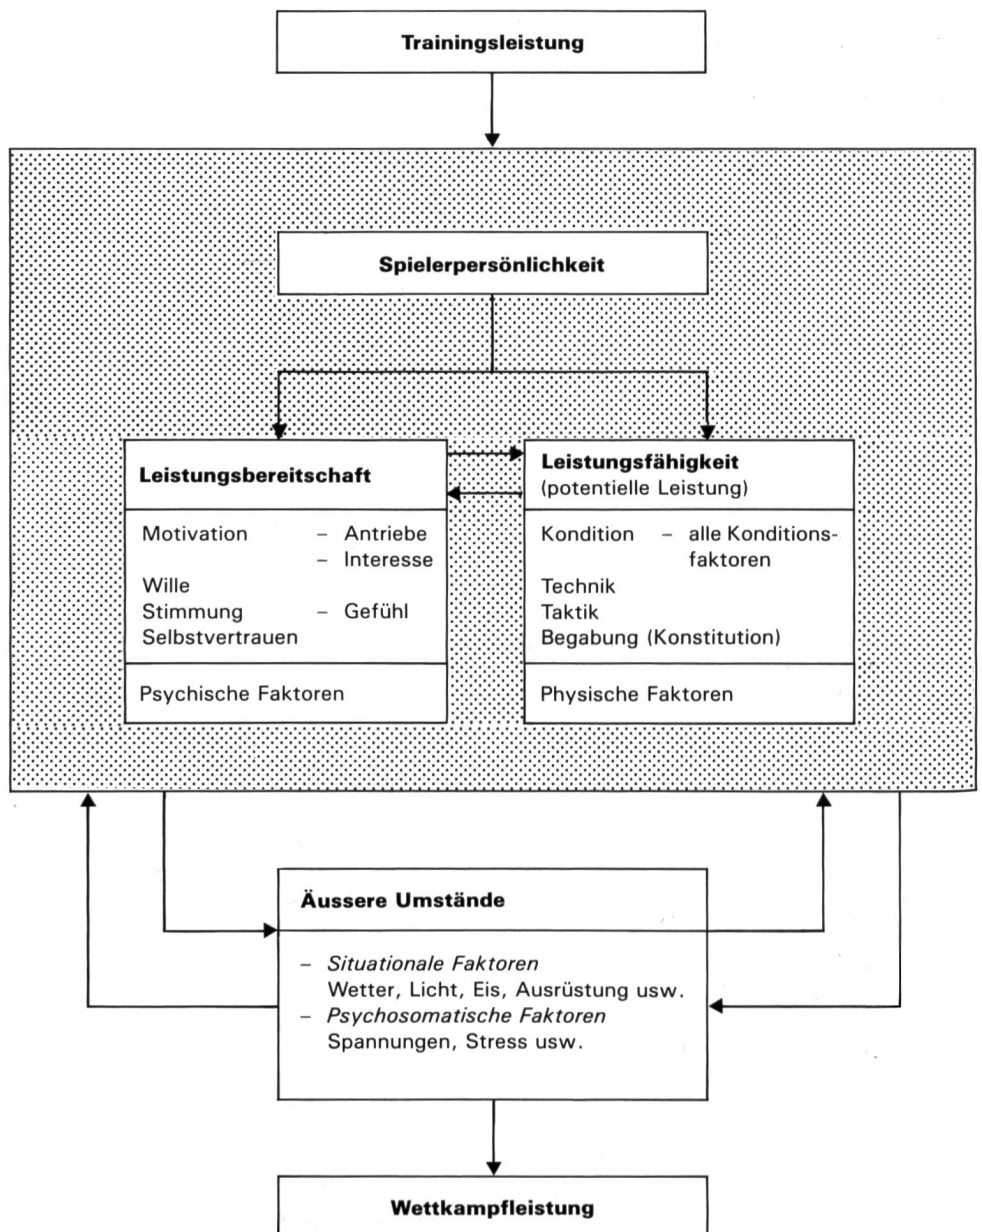 Trainingsleistung
Spielerpersönlichkeit
Leistungsbereitschaft
Motivation – Antriebe
– Interesse
Wille
Stimmung – Gefühl
Selbstvertrauen
Psychische Faktoren
Leistungsfähigkeit
(potentielle Leistung)
Kondition – alle Konditions-
faktoren
Technik
Taktik
Begabung (Konstitution)
Physische Faktoren
Äussere Umstände
– Situationale Faktoren
Wetter, Licht, Eis, Ausrüstung usw.
– Psychosomatische Faktoren
Spannungen, Stress usw.
Wettkampfleistung